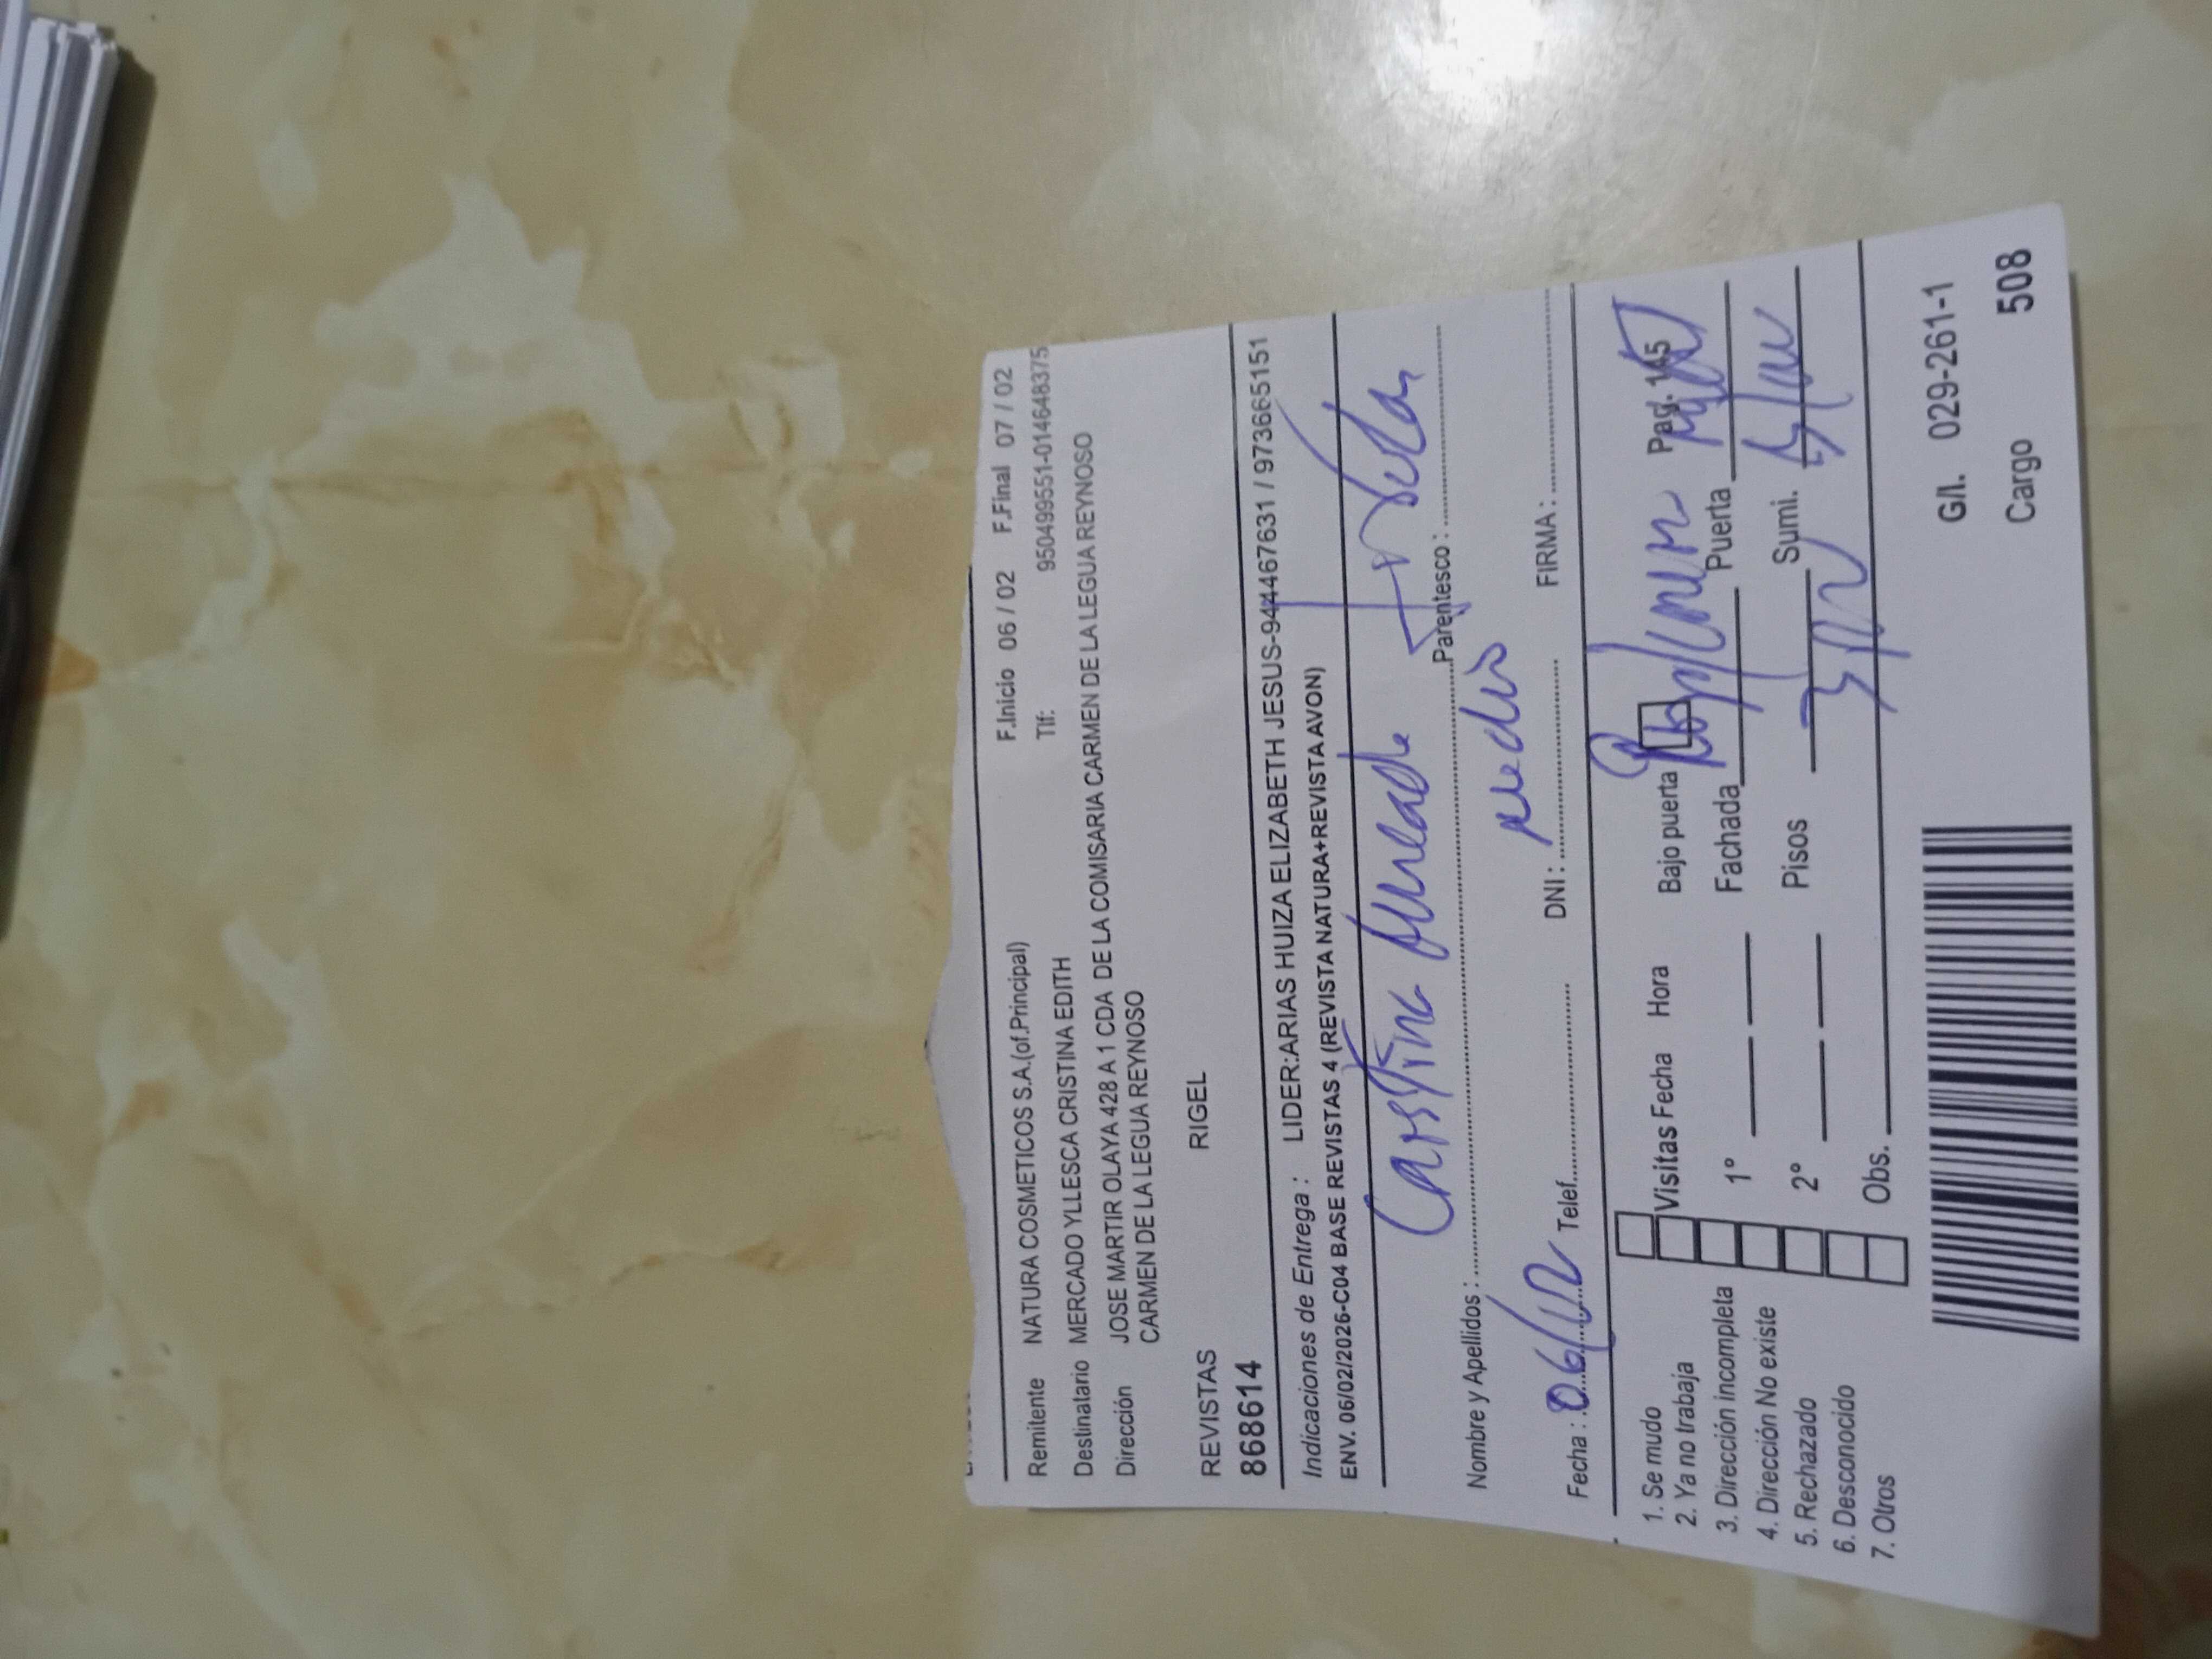 F.Inicio 06 / 02 F.Final 07 / 02
Remitente NATURA COSMETICOS S.A.(of.Principal) Tlf: 950499551-014648375
Destinatario MERCADO YLLESCA CRISTINA EDITH
Dirección JOSE MARTIR OLAYA 428 A 1 CDA DE LA COMISARIA CARMEN DE LA LEGUA REYNOSO
CARMEN DE LA LEGUA REYNOSO
REVISTAS RIGEL
868614
Indicaciones de Entrega : LIDER:ARIAS HUIZA ELIZABETH JESUS-944467631 / 973665151
ENV. 06/02/2026-C04 BASE REVISTAS 4 (REVISTA NATURA+REVISTA AVON)
Nombre y Apellidos : Parentesco :
Fecha : 06/ Telef. DNI : FIRMA :
1. Se mudo
2. Ya no trabaja
3. Dirección incompleta
4. Dirección No existe
5. Rechazado
6. Desconocido
7. Otros
Visitas Fecha Hora
1º
2º
Obs.
Bajo puerta Pag. 145
Fachada Puerta
Pisos Sumi.
G/I. 029-261-1
Cargo 508